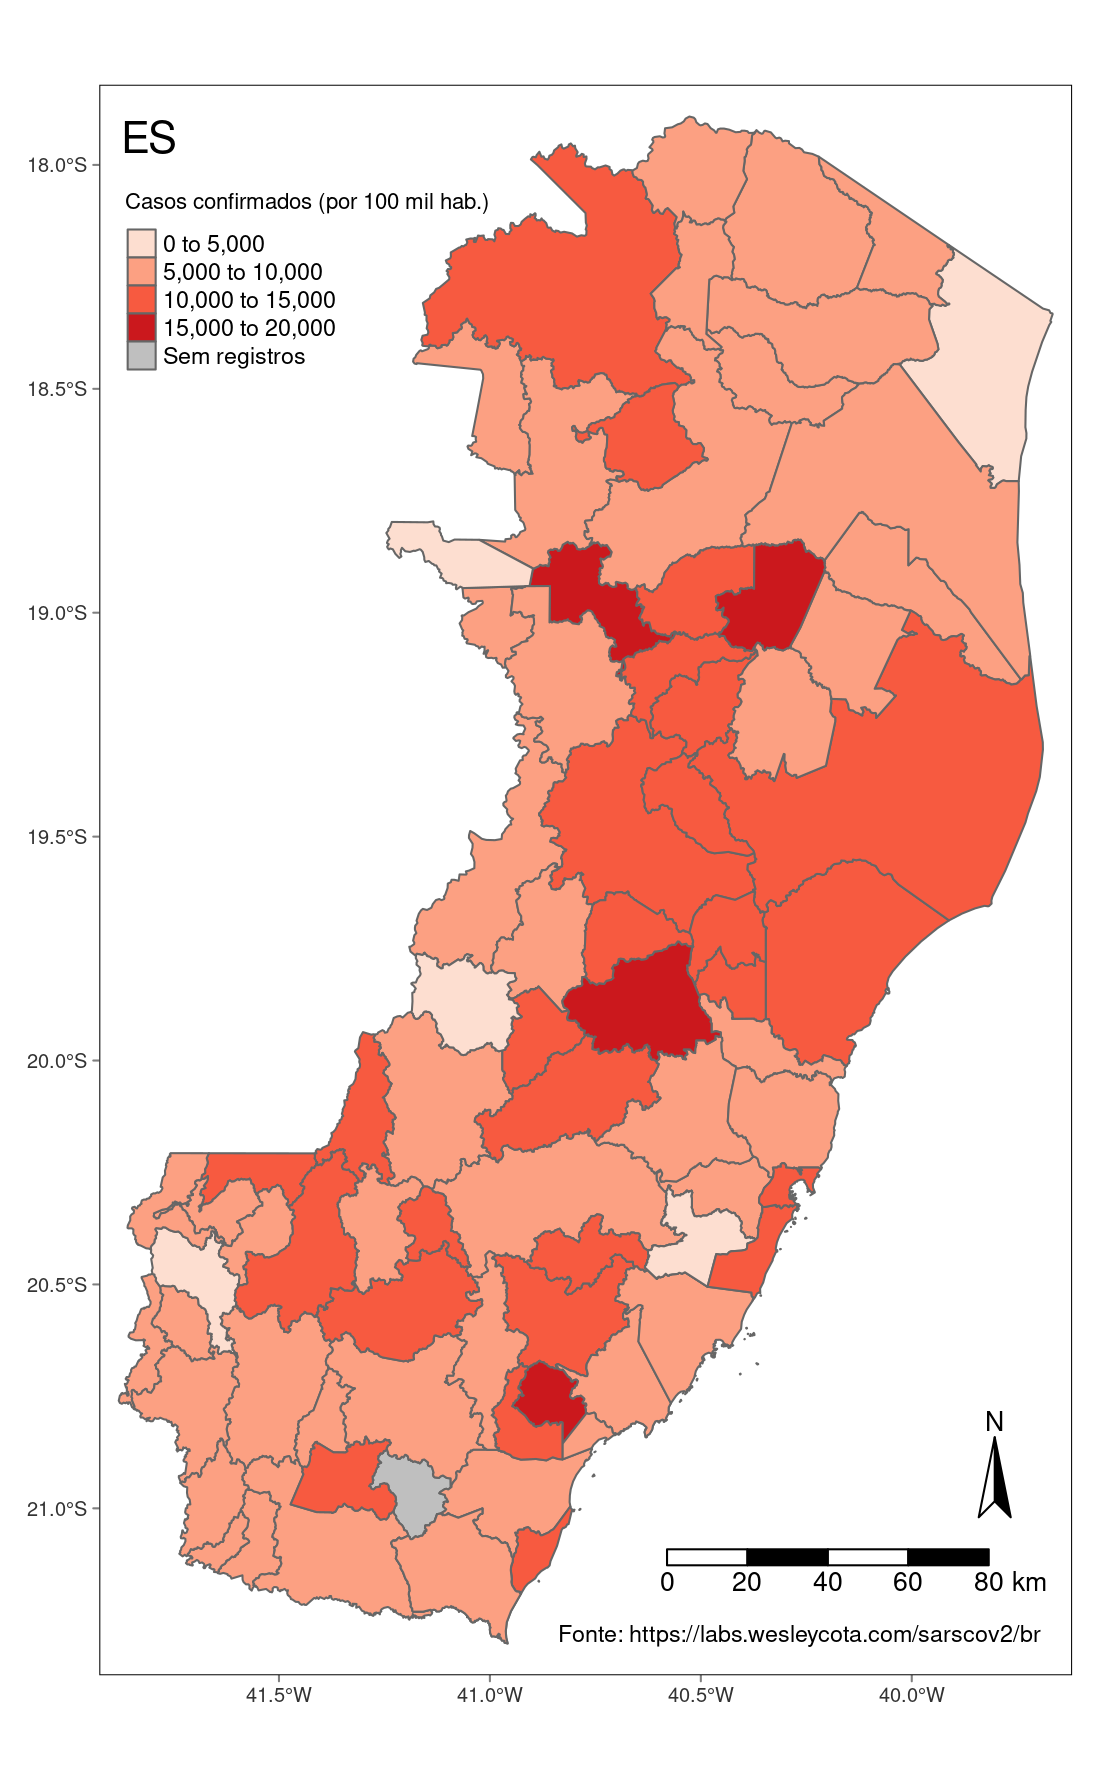 ES
Casos confirmados (por 100 mil hab.)
0 to 5,000
5,000 to 10,000
10,000 to 15,000
15,000 to 20,000
Sem registros
18.0°S
18.5°S
19.0°S
19.5°S
20.0°S
20.5°S
21.0°S
N
0 20 40 60 80 km
Fonte: https://labs.wesleycota.com/sarscov2/br
41.5°W 41.0°W 40.5°W 40.0°W